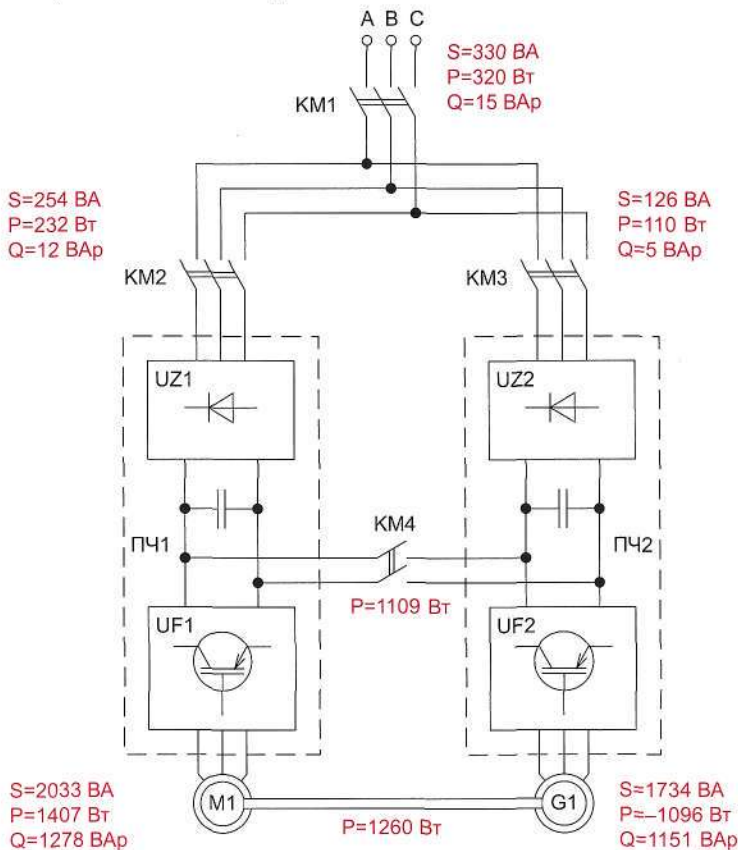 A B C
S=330 ВА
P=320 Вт
Q=15 ВАр
KM1
S=254 ВА
P=232 Вт
Q=12 ВАр
S=126 ВА
P=110 Вт
Q=5 ВАр
KM2
KM3
UZ1
UZ2
KM4
ПЧ1
ПЧ2
P=1109 Вт
UF1
UF2
S=2033 ВА
P=1407 Вт
Q=1278 ВАр
M1
P=1260 Вт
G1
S=1734 ВА
P=–1096 Вт
Q=1151 ВАр